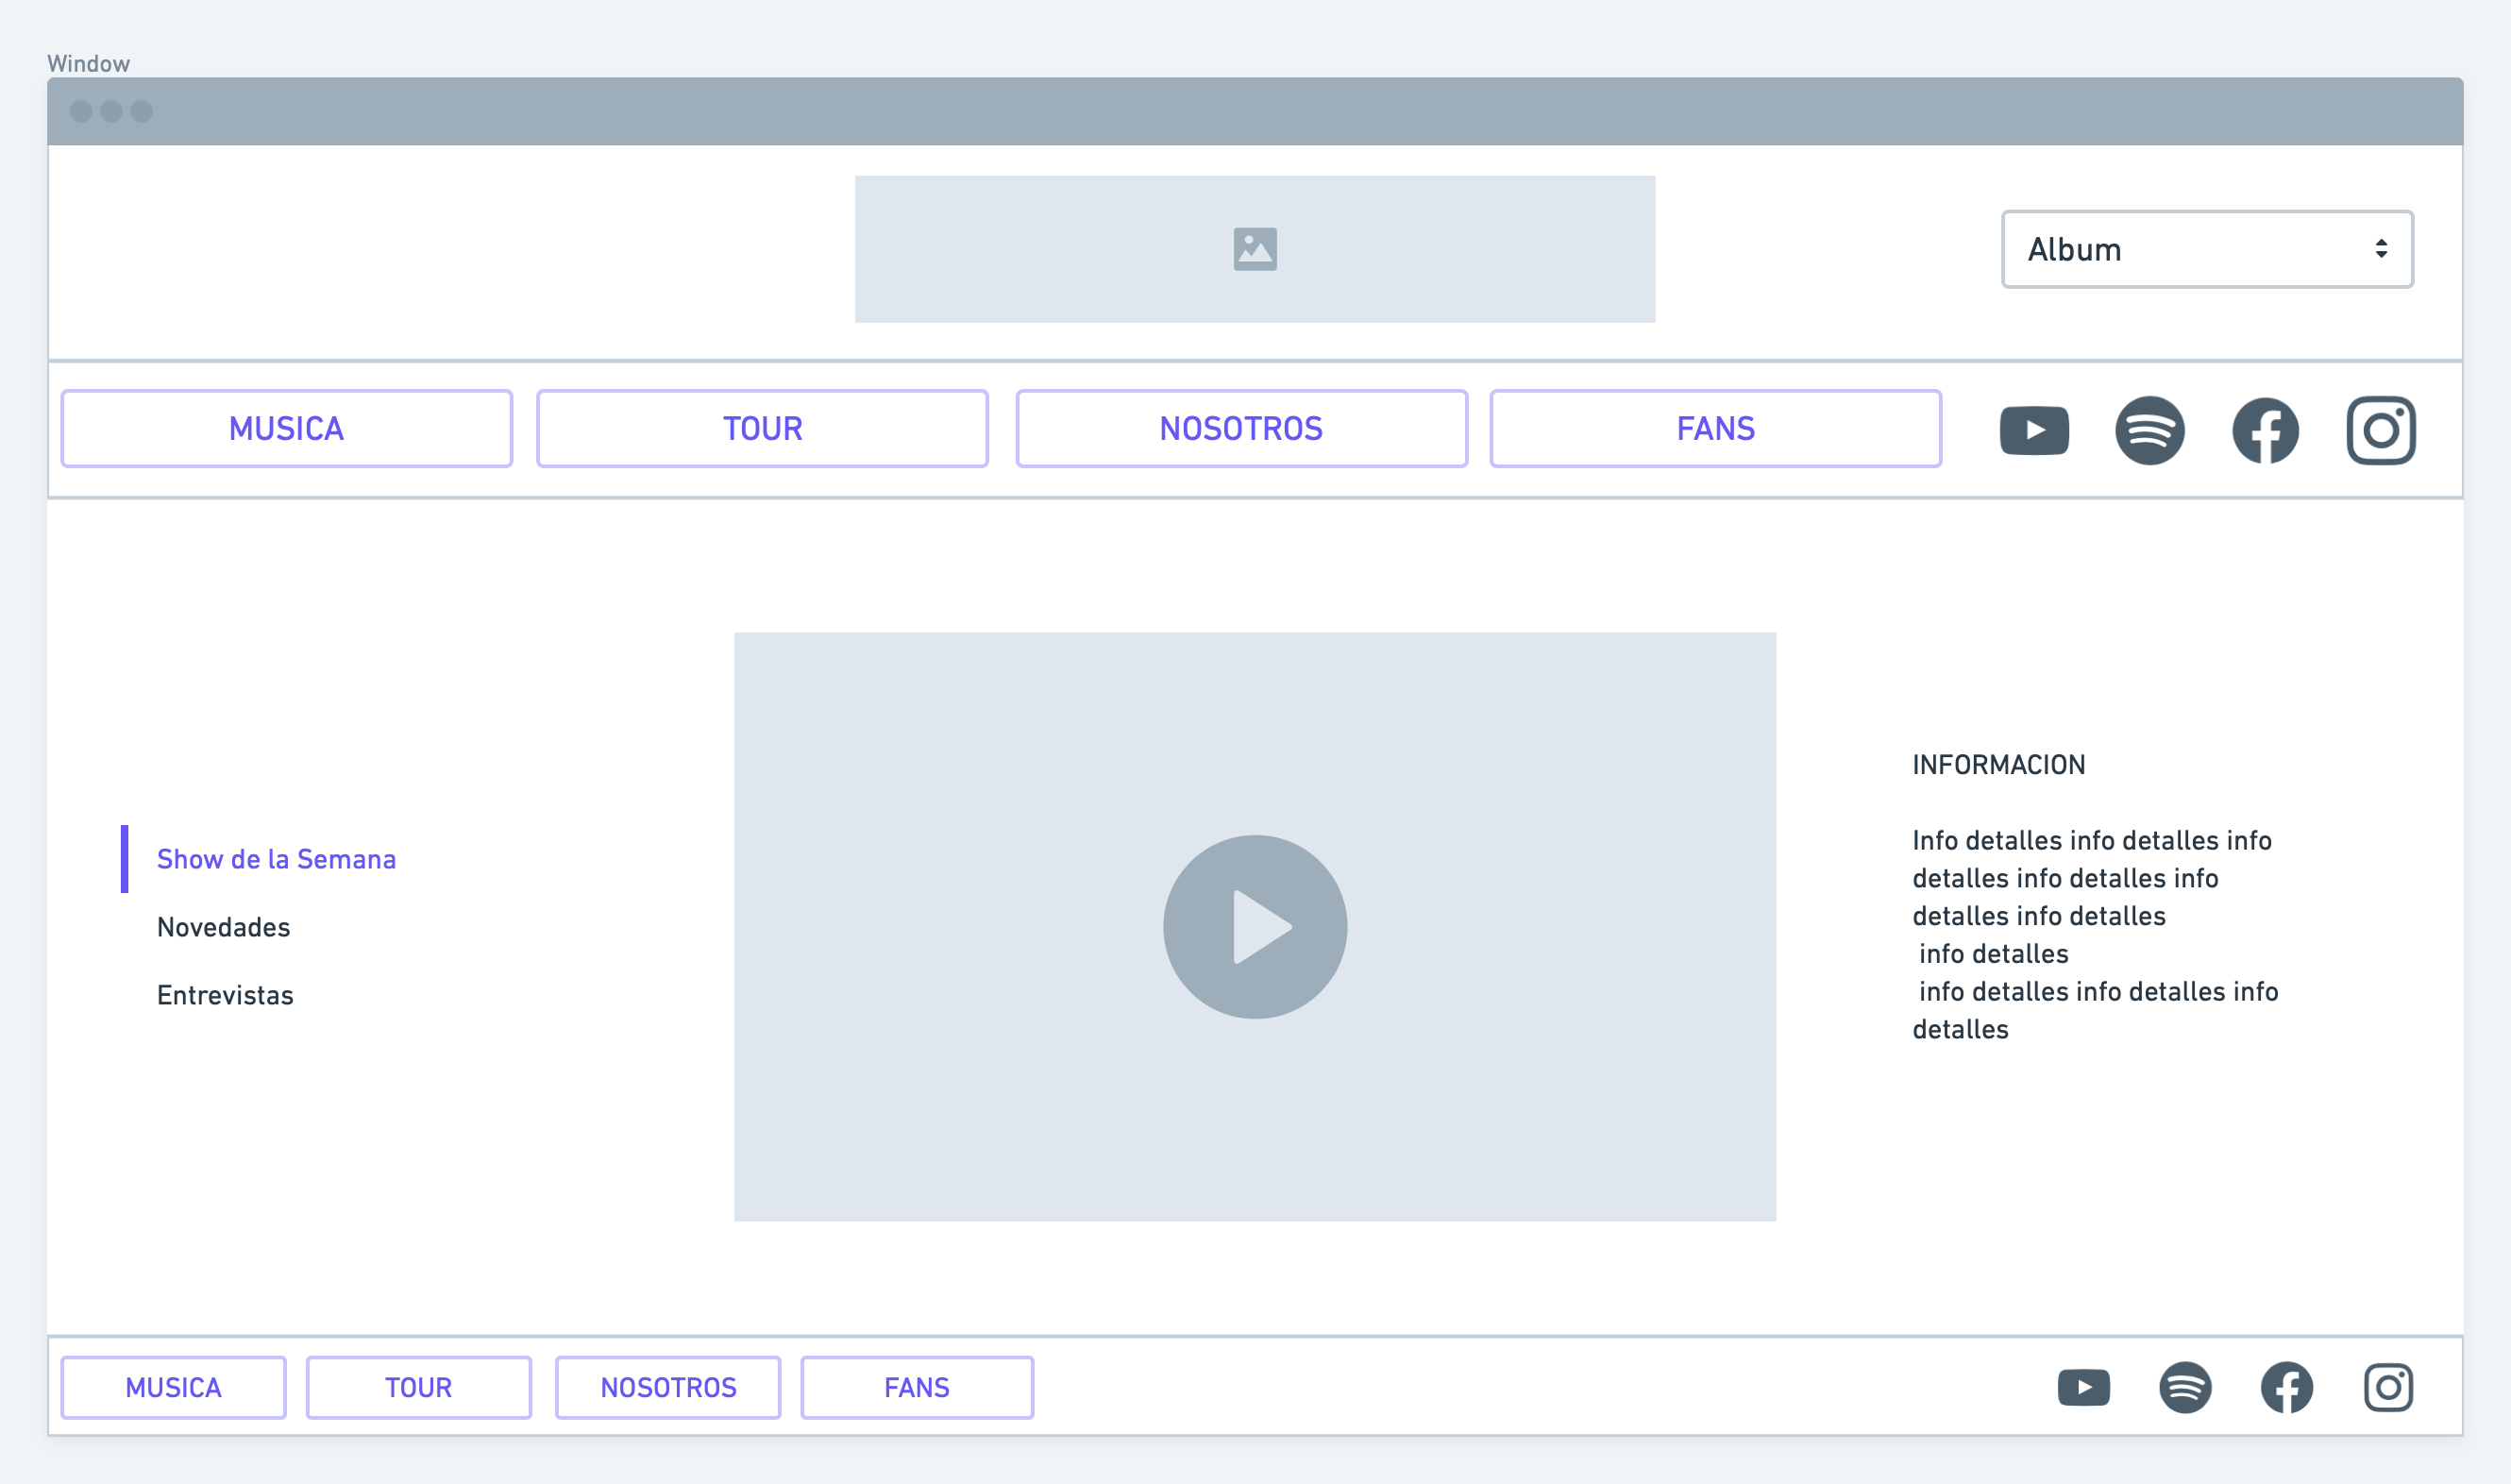 Window
Album
MUSICA
TOUR
NOSOTROS
FANS
Show de la Semana
Novedades
Entrevistas
INFORMACION
Info detalles info detalles info
detalles info detalles info
detalles info detalles
info detalles
info detalles info detalles info
detalles
MUSICA
TOUR
NOSOTROS
FANS